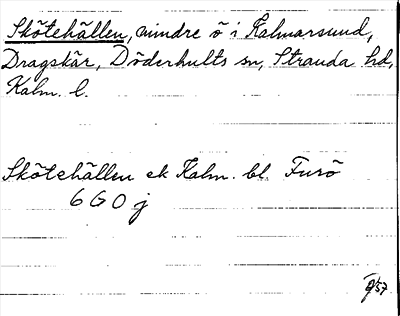 Skötehällen, mindre ö i Kalmarsund,
Dragskär, Döderhults sn, Stranda hd,
Kalm. l.
Skötehällen ek Kalm. bl. Furö
6 G 0 j